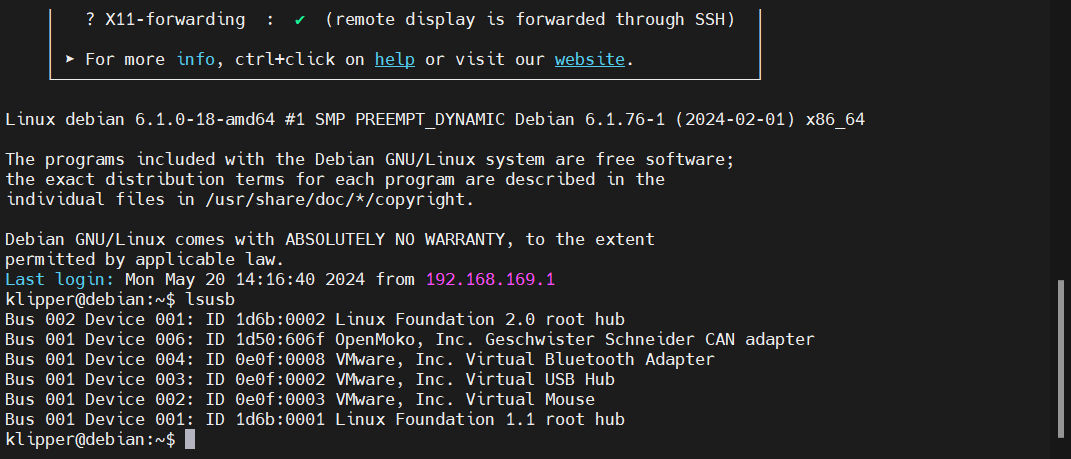 ? X11-forwarding  :  ✔  (remote display is forwarded through SSH)
➤ For more info, ctrl+click on help or visit our website.
Linux debian 6.1.0-18-amd64 #1 SMP PREEMPT_DYNAMIC Debian 6.1.76-1 (2024-02-01) x86_64
The programs included with the Debian GNU/Linux system are free software;
the exact distribution terms for each program are described in the
individual files in /usr/share/doc/*/copyright.
Debian GNU/Linux comes with ABSOLUTELY NO WARRANTY, to the extent
permitted by applicable law.
Last login: Mon May 20 14:16:40 2024 from 192.168.169.1
klipper@debian:~$ lsusb
Bus 002 Device 001: ID 1d6b:0002 Linux Foundation 2.0 root hub
Bus 001 Device 006: ID 1d50:606f OpenMoko, Inc. Geschwister Schneider CAN adapter
Bus 001 Device 004: ID 0e0f:0008 VMware, Inc. Virtual Bluetooth Adapter
Bus 001 Device 003: ID 0e0f:0002 VMware, Inc. Virtual USB Hub
Bus 001 Device 002: ID 0e0f:0003 VMware, Inc. Virtual Mouse
Bus 001 Device 001: ID 1d6b:0001 Linux Foundation 1.1 root hub
klipper@debian:~$